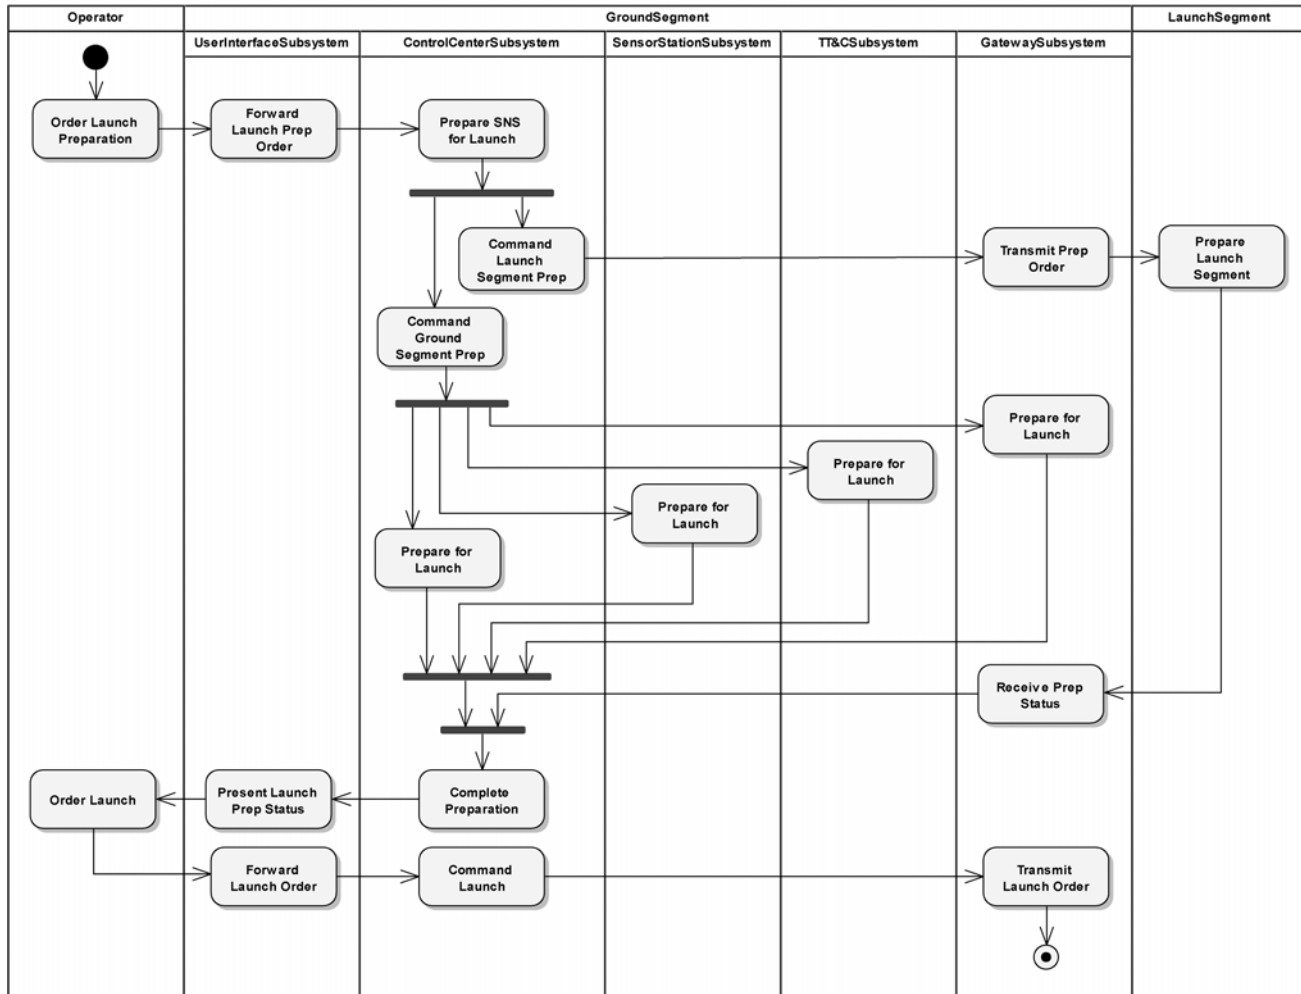 Operator
GroundSegment
LaunchSegment
UserInterfaceSubsystem
ControlCenterSubsystem
SensorStationSubsystem
TT&CSubsystem
GatewaySubsystem
Order Launch
Preparation
Forward
Launch Prep
Order
Prepare SNS
for Launch
Command
Launch
Segment Prep
Transmit Prep
Order
Prepare
Launch
Segment
Command
Ground
Segment Prep
Prepare for
Launch
Prepare for
Launch
Prepare for
Launch
Prepare for
Launch
Receive Prep
Status
Order Launch
Present Launch
Prep Status
Complete
Preparation
Forward
Launch Order
Command
Launch
Transmit
Launch Order